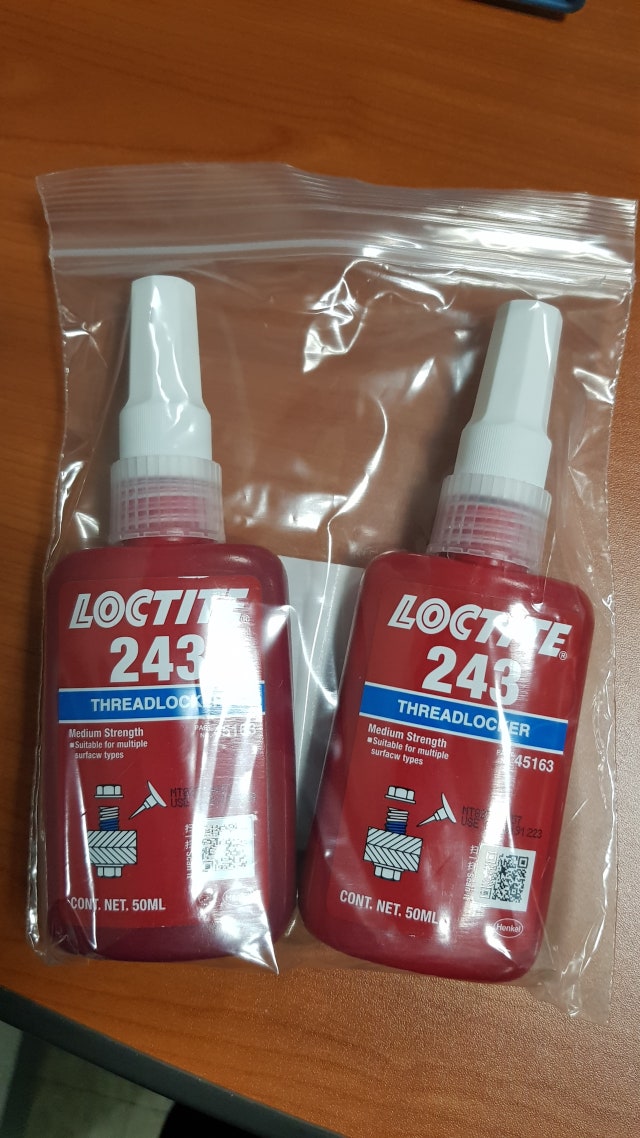 LOCTITE
243
THREADLOCKER
Medium Strength
■Suitable for multiple
surfacw types
CONT. NET. 50ML
LOCTITE®
243
THREADLOCKER
Medium Strength
■Suitable for multiple
surfacw types
45163
USE
CONT. NET. 50ML
Henkel